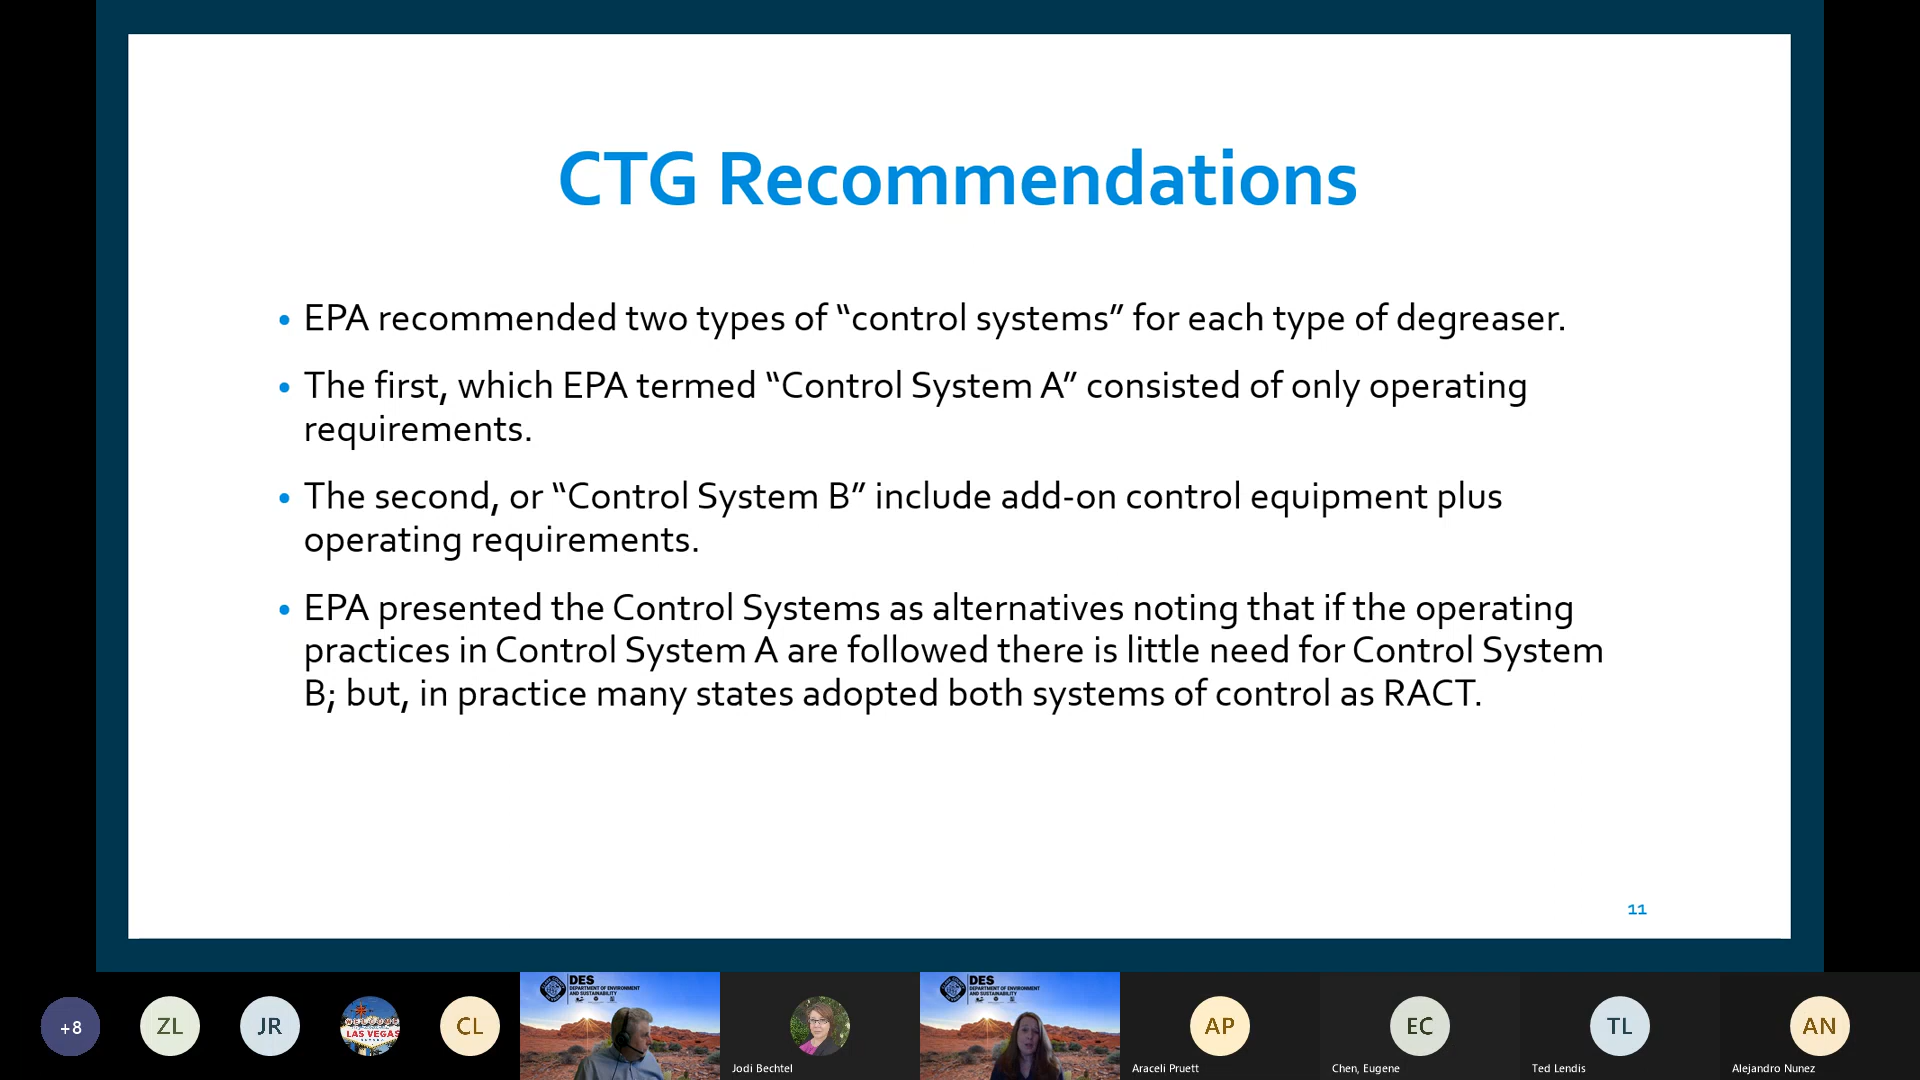 CTG Recommendations
• EPA recommended two types of “control systems” for each type of degreaser.
• The first, which EPA termed “Control System A” consisted of only operating
requirements.
• The second, or “Control System B” include add-on control equipment plus
operating requirements.
• EPA presented the Control Systems as alternatives noting that if the operating
practices in Control System A are followed there is little need for Control System
B; but, in practice many states adopted both systems of control as RACT.
11
+8
ZL
JR
WELCOME
LAS VEGAS
CL
DES
DEPARTMENT OF ENVIRONMENT
AND SUSTAINABILITY
Jodi Bechtel
DES
DEPARTMENT OF ENVIRONMENT
AND SUSTAINABILITY
AP
Araceli Pruett
EC
Chen, Eugene
TL
Ted Lendis
AN
Alejandro Nunez